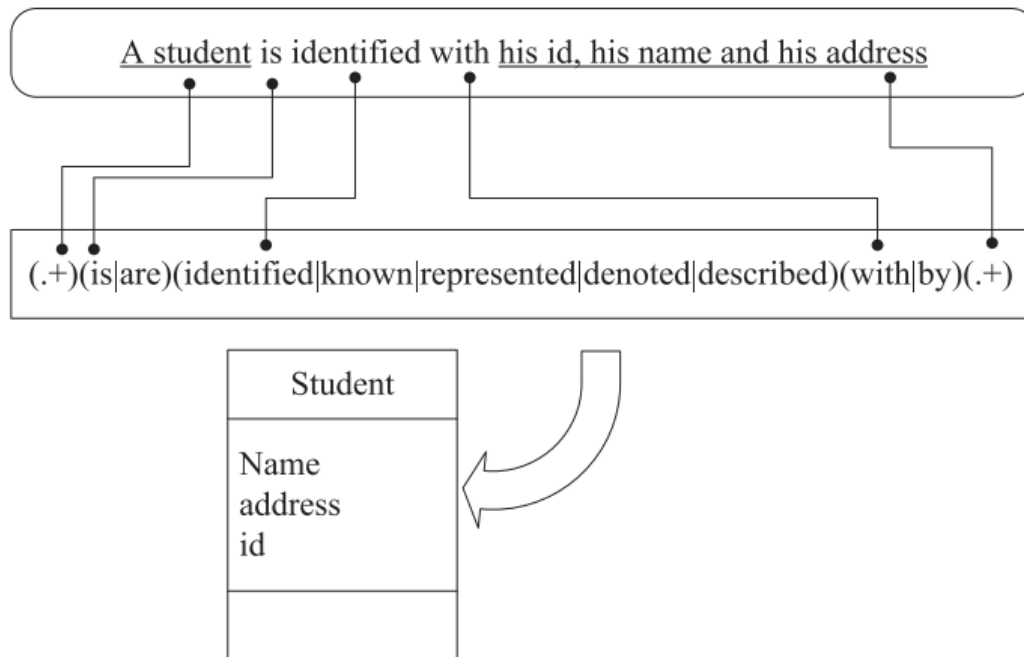 A student is identified with his id, his name and his address
(.+)(is|are)(identified|known|represented|denoted|described)(with|by)(.+)
Student
Name
address
id